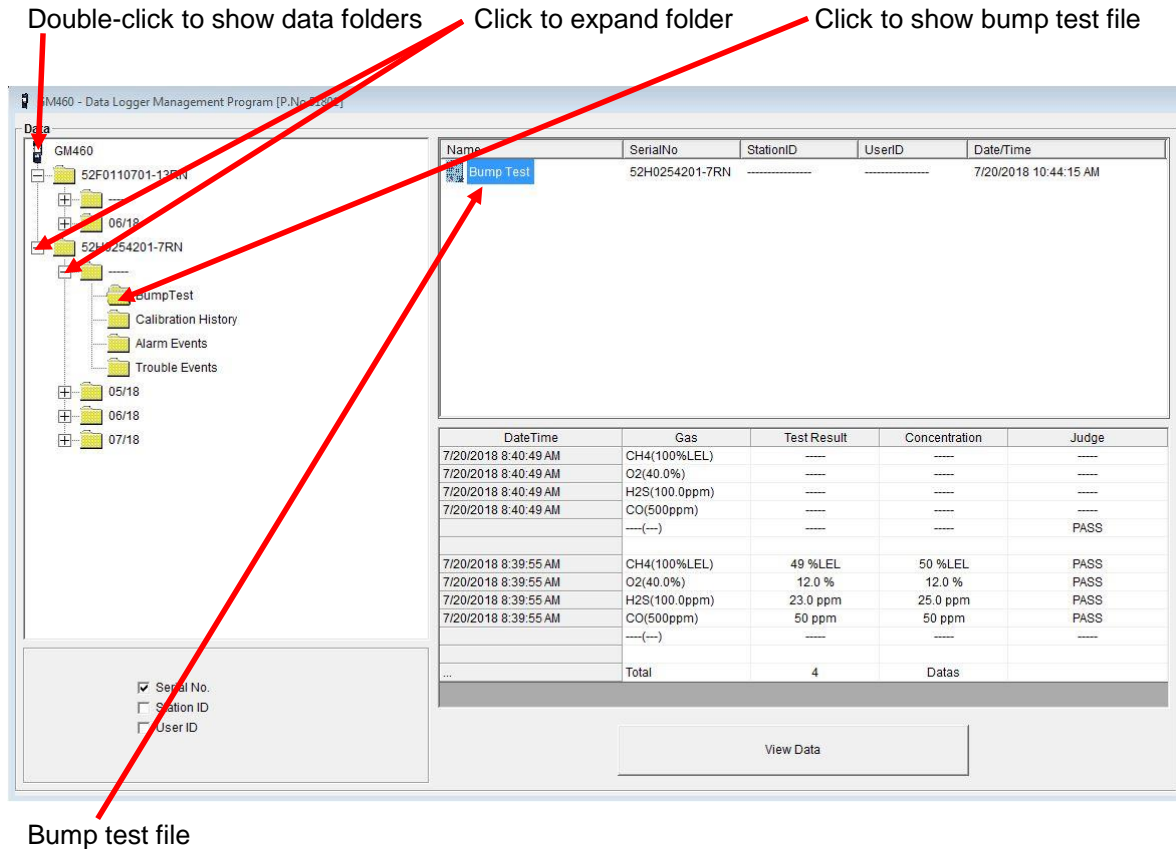 Double-click to show data folders Click to expand folder Click to show bump test file
GM460 - Data Logger Management Program [P.No.51801]
Data
GM460
52F0110701-13RN
-----
06/18
52H0254201-7RN
-----
BumpTest
Calibration History
Alarm Events
Trouble Events
05/18
06/18
07/18
Name SerialNo StationID UserID Date/Time
Bump Test 52H0254201-7RN ---------------- ---------------- 7/20/2018 10:44:15 AM
DateTime Gas Test Result Concentration Judge
7/20/2018 8:40:49 AM CH4(100%LEL) ----- ----- -----
7/20/2018 8:40:49 AM O2(40.0%) ----- ----- -----
7/20/2018 8:40:49 AM H2S(100.0ppm) ----- ----- -----
7/20/2018 8:40:49 AM CO(500ppm) ----- ----- -----
----(---) ----- ----- PASS
7/20/2018 8:39:55 AM CH4(100%LEL) 49 %LEL 50 %LEL PASS
7/20/2018 8:39:55 AM O2(40.0%) 12.0 % 12.0 % PASS
7/20/2018 8:39:55 AM H2S(100.0ppm) 23.0 ppm 25.0 ppm PASS
7/20/2018 8:39:55 AM CO(500ppm) 50 ppm 50 ppm PASS
----(---) ----- ----- -----
... Total 4 Datas
Serial No.
Station ID
User ID
View Data
Bump test file